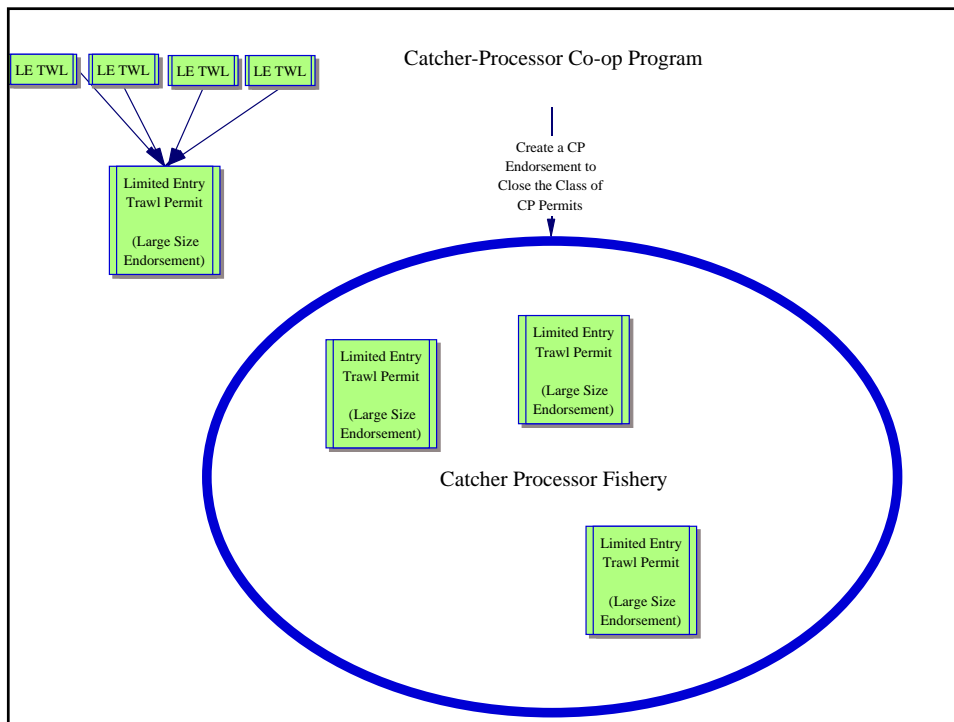 LE TWL
LE TWL
LE TWL
LE TWL
Catcher-Processor Co-op Program
Create a CP
Endorsement to
Close the Class of
CP Permits
Limited Entry
Trawl Permit
(Large Size
Endorsement)
Limited Entry
Trawl Permit
(Large Size
Endorsement)
Limited Entry
Trawl Permit
(Large Size
Endorsement)
Catcher Processor Fishery
Limited Entry
Trawl Permit
(Large Size
Endorsement)